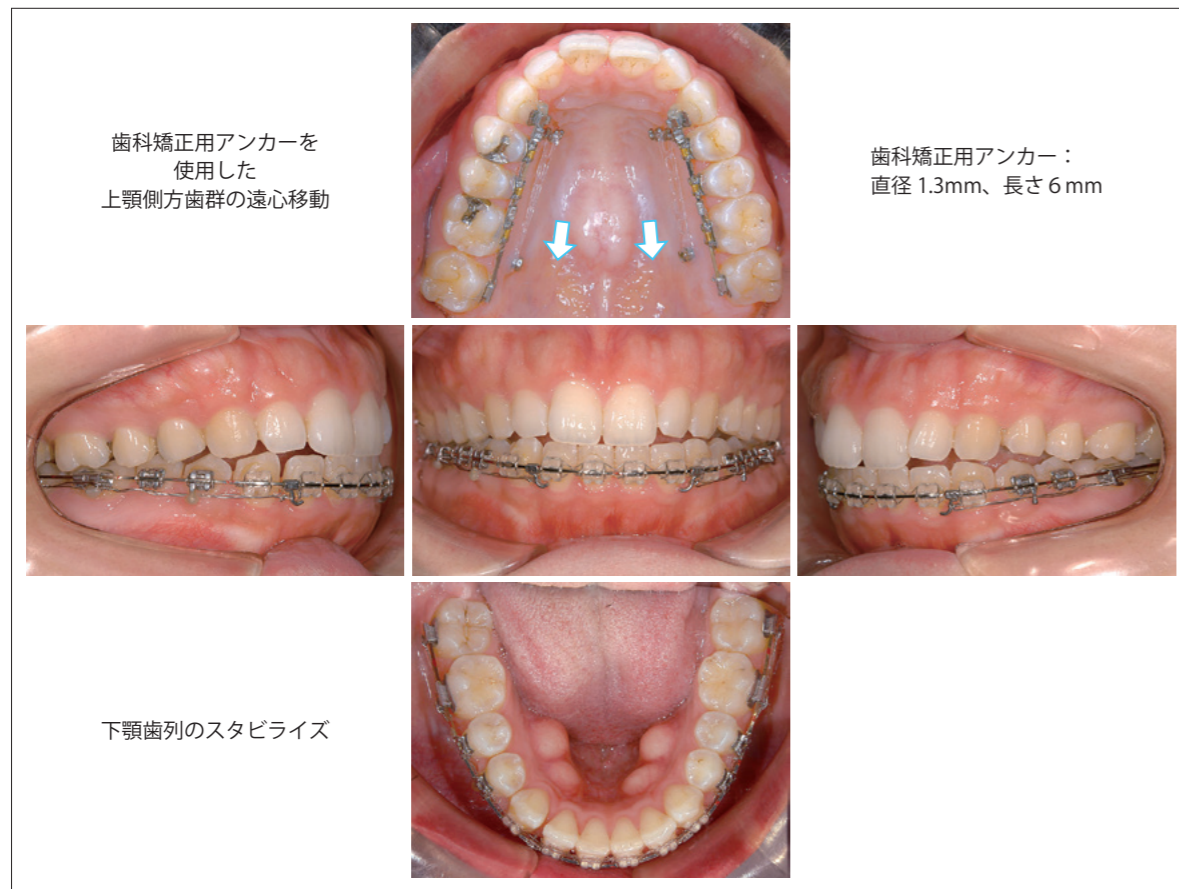 歯科矯正用アンカーを
使用した
上顎側方歯群の遠心移動
歯科矯正用アンカー：
直径 1.3mm、長さ 6 mm
下顎歯列のスタビライズ